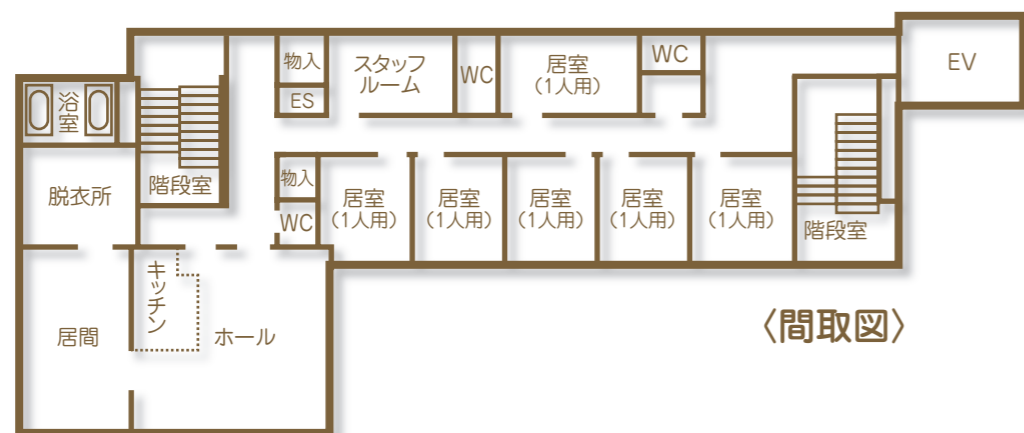 物入
ES
スタッフ
ルーム
WC
居室
(1人用)
WC
EV
浴室
脱衣所
階段室
物入
WC
居室
(1人用)
居室
(1人用)
居室
(1人用)
居室
(1人用)
居室
(1人用)
階段室
キッチン
居間
ホール
〈間取図〉